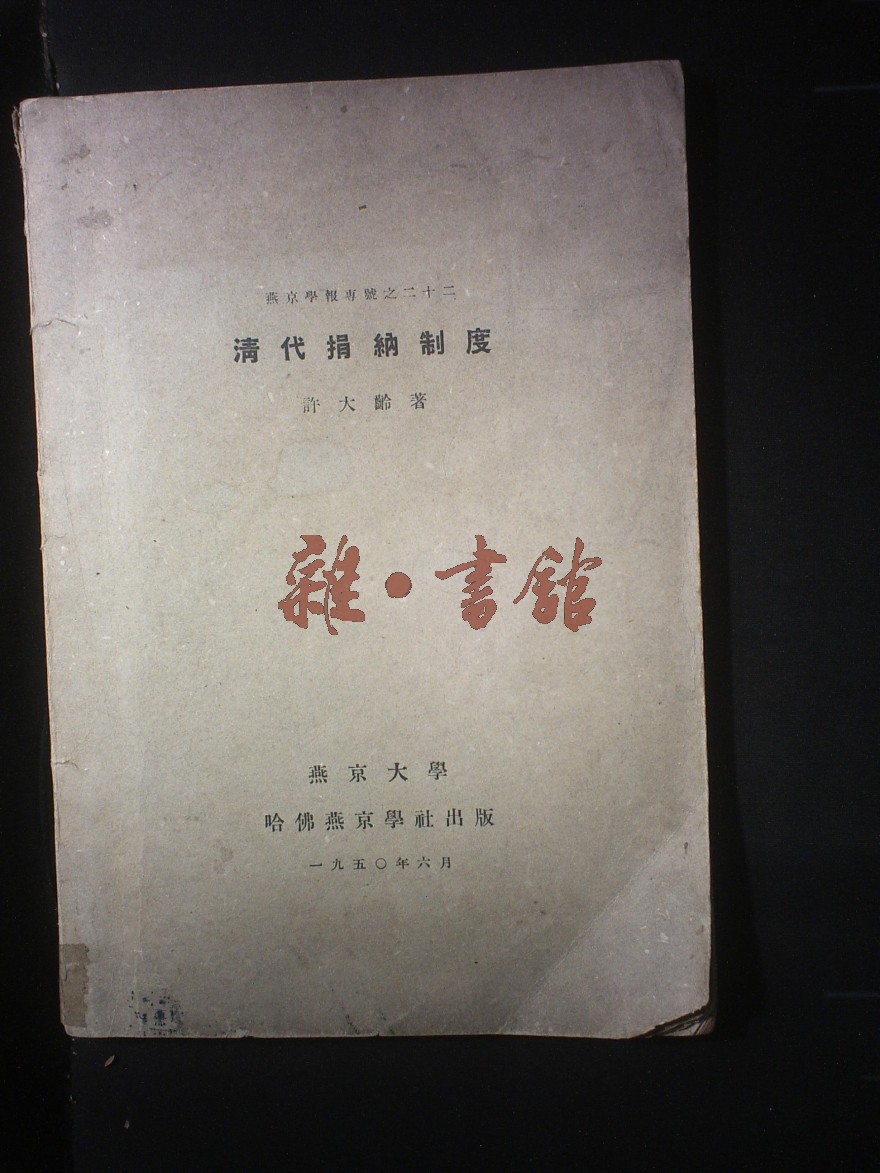 燕京學報專號之二十二
清代捐納制度
許大齡著
雜·書館
燕京大學
哈佛燕京學社出版
一九五〇年六月